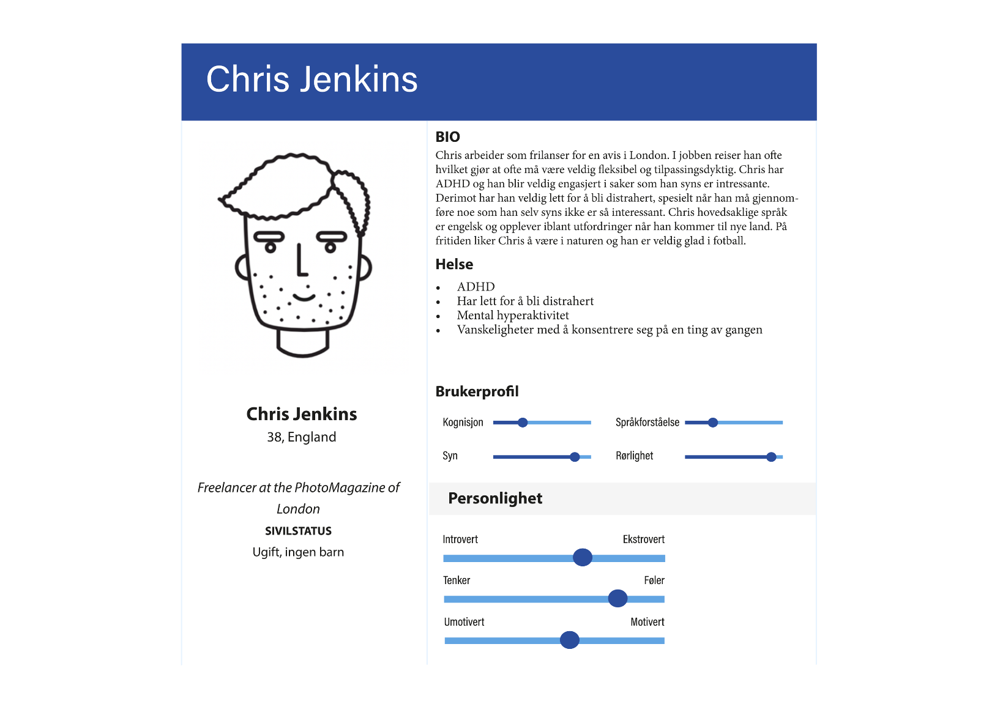 Chris Jenkins
Chris Jenkins
38, England
Freelancer at the PhotoMagazine of
London
SIVILSTATUS
Ugift, ingen barn
BIO
Chris arbeider som frilanser for en avis i London. I jobben reiser han ofte
hvilket gjør at ofte må være veldig fleksibel og tilpassingsdyktig. Chris har
ADHD og han blir veldig engasjert i saker som han syns er intressante.
Derimot har han veldig lett for å bli distrahert, spesielt når han må gjennom-
føre noe som han selv syns ikke er så interessant. Chris hovedsaklige språk
er engelsk og opplever iblant utfordringer når han kommer til nye land. På
fritiden liker Chris å være i naturen og han er veldig glad i fotball.
Helse
• ADHD
• Har lett for å bli distrahert
• Mental hyperaktivitet
• Vanskeligheter med å konsentrere seg på en ting av gangen
Brukerprofil
Kognisjon Språkforståelse
Syn Rørlighet
Personlighet
Introvert Ekstrovert
Tenker Føler
Umotivert Motivert